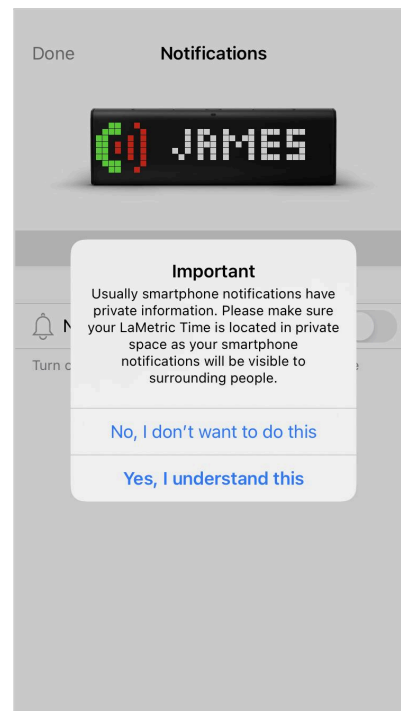 Done Notifications
JAMES
Important
Usually smartphone notifications have
private information. Please make sure
your LaMetric Time is located in private
space as your smartphone
notifications will be visible to
surrounding people.
N
Turn
No, I don't want to do this
Yes, I understand this